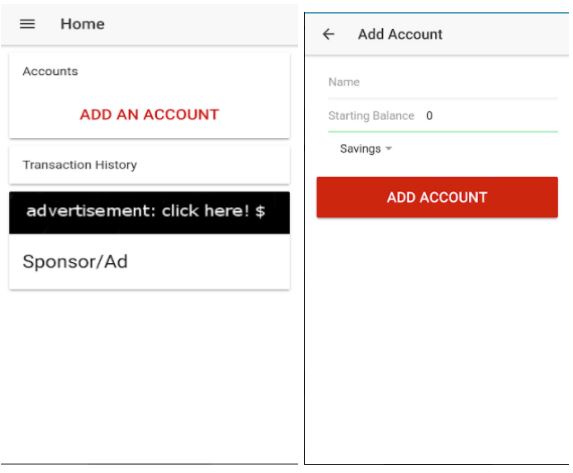 Home
Accounts
ADD AN ACCOUNT
Transaction History
advertisement: click here! $
Sponsor/Ad
Add Account
Name
Starting Balance 0
Savings
ADD ACCOUNT